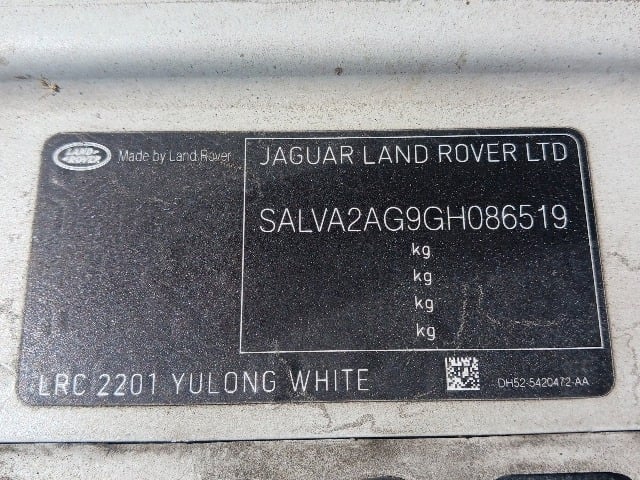 LAND ROVER
Made by Land Rover
JAGUAR LAND ROVER LTD
SALVA2AG9GH086519
kg
kg
kg
kg
LRC 2201 YULONG WHITE
DH52-5420472-AA